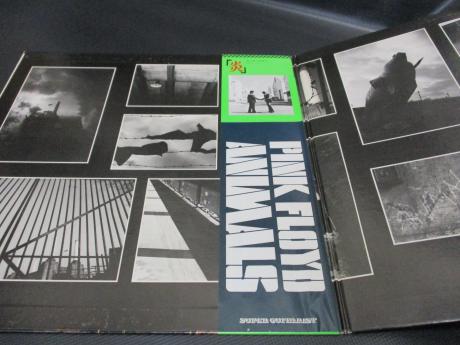 「炎」
PINK FLOYD
ANIMALS